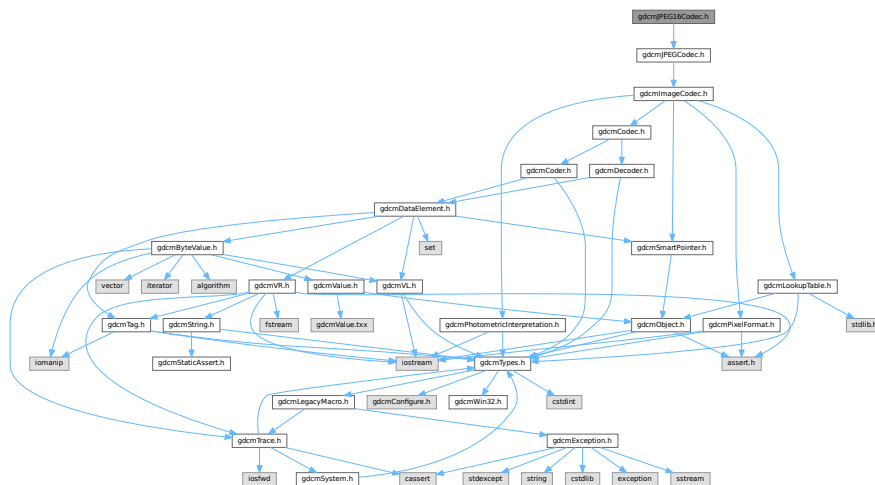 gdcmJPEG16Codec.h
gdcmJPEGCodec.h
gdcmImageCodec.h
gdcmCodec.h
gdcmCoder.h
gdcmDecoder.h
gdcmDataElement.h
gdcmByteValue.h
set
gdcmSmartPointer.h
vector
iterator
algorithm
gdcmVR.h
gdcmValue.h
gdcmVL.h
gdcmLookupTable.h
gdcmTag.h
gdcmString.h
fstream
gdcmValue.txx
gdcmPhotometricInterpretation.h
gdcmObject.h
gdcmPixelFormat.h
stdlib.h
iomanip
gdcmStaticAssert.h
iostream
gdcmTypes.h
assert.h
gdcmLegacyMacro.h
gdcmConfigure.h
gdcmWin32.h
cstdint
gdcmTrace.h
gdcmException.h
iosfwd
gdcmSystem.h
cassert
stdexcept
string
cstdlib
exception
sstream